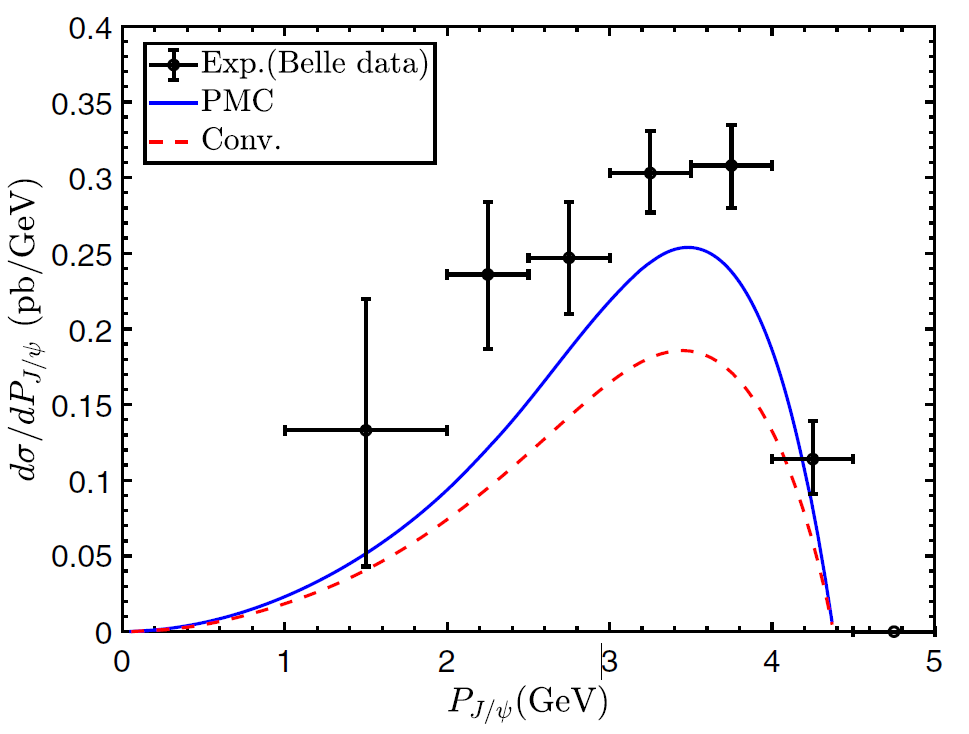 0.4
Exp.(Belle data)
PMC
Conv.
0.35
0.3
0.25
0.2
0.15
0.1
0.05
0
dσ/dP_{J/ψ} (pb/GeV)
0 1 2 3 4 5
P_{J/ψ}(GeV)